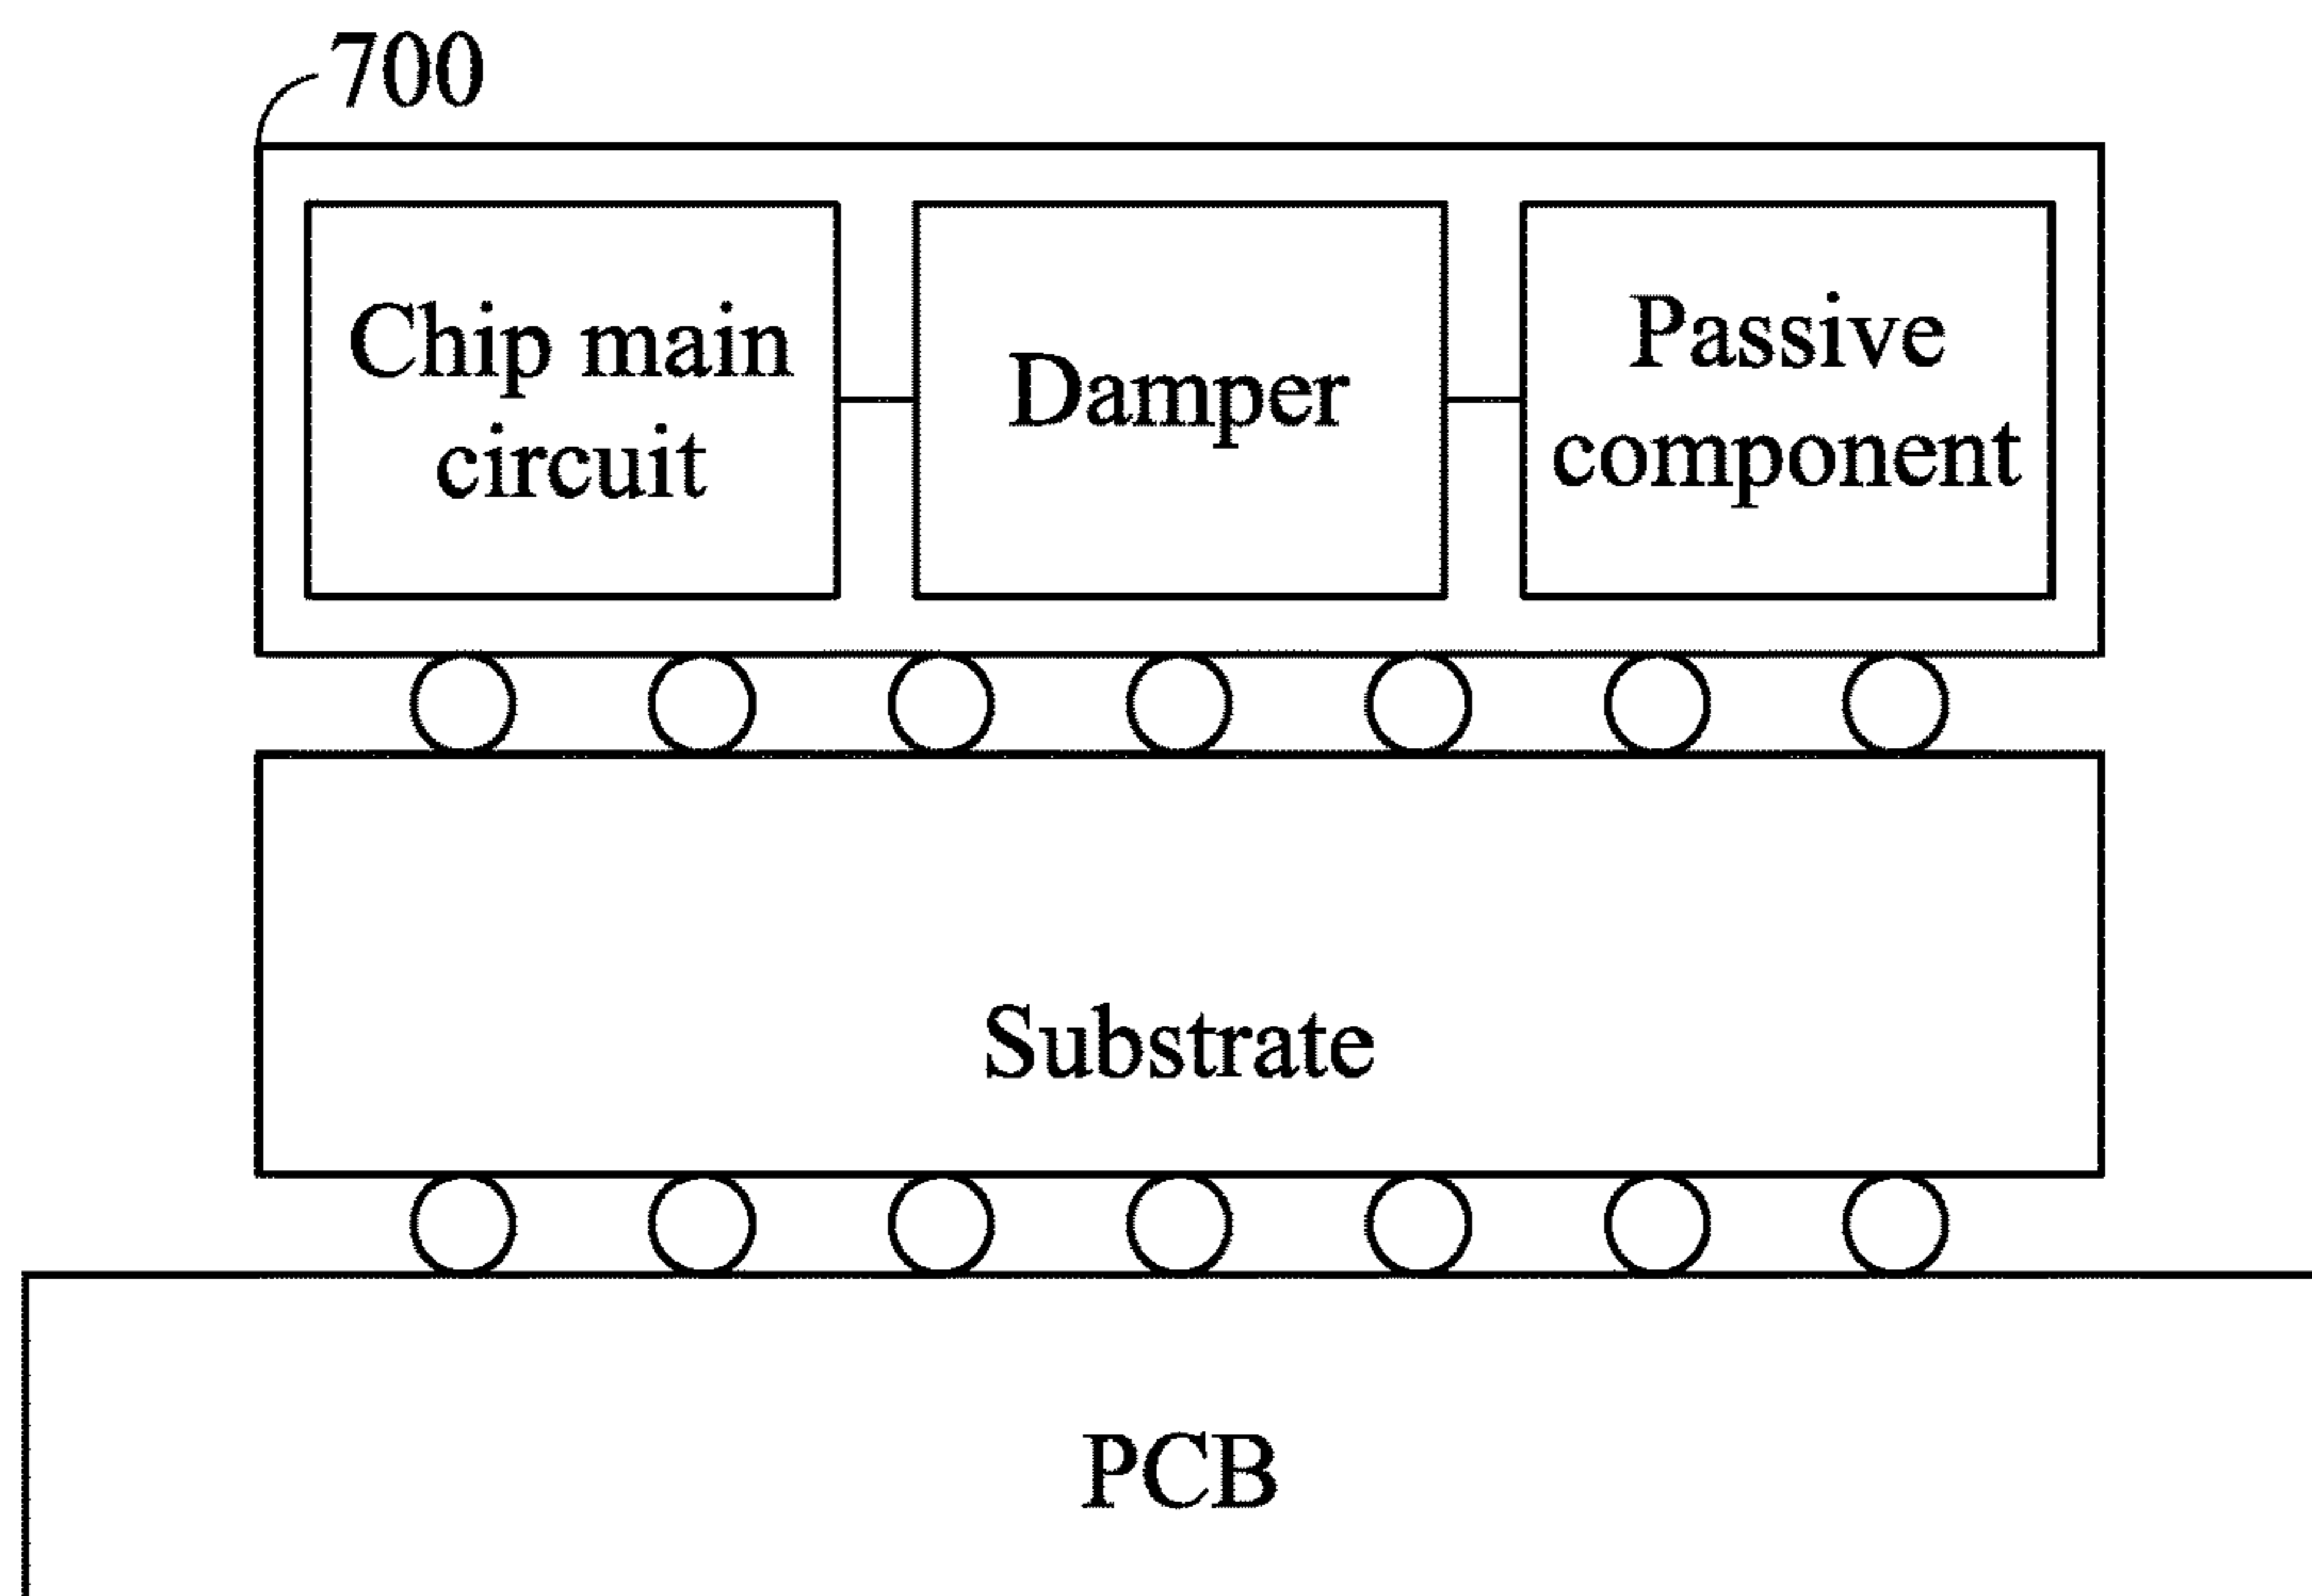 700
Chip main
circuit
Damper
Passive
component
Substrate
PCB